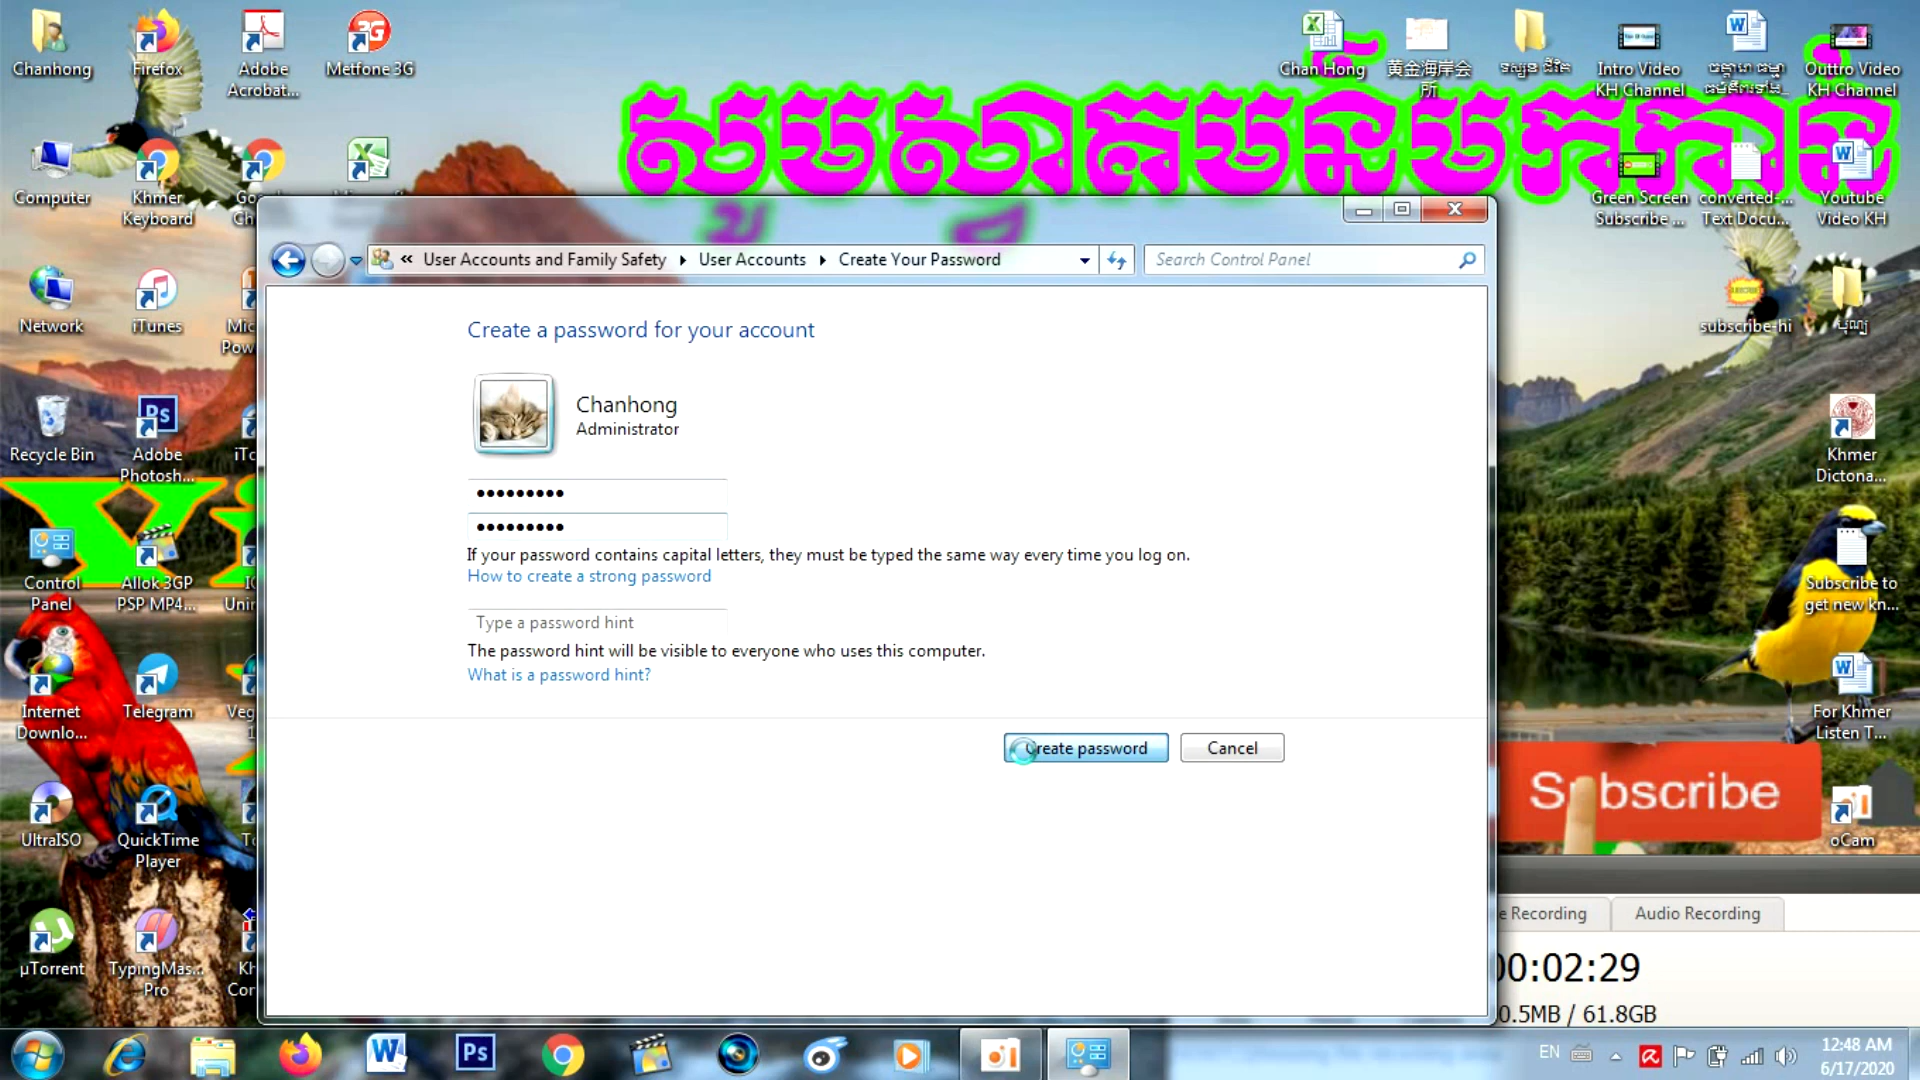 Chanhong
Firefox
Adobe
Acrobat...
Metfone 3G
Chan Hong
黄金海岸会
所
Intro Video
KH Channel
Outtro Video
KH Channel
Computer
Khmer
Keyboard
Green Screen
Subscribe ...
converted-...
Text Docu...
Youtube
Video KH
User Accounts and Family Safety
User Accounts
Create Your Password
Search Control Panel
Network
iTunes
subscribe-hi
Create a password for your account
Chanhong
Administrator
Recycle Bin
Adobe
Photosh...
Khmer
Dictona...
If your password contains capital letters, they must be typed the same way every time you log on.
How to create a strong password
Control
Panel
Allok 3GP
PSP MP4...
Subscribe to
get new kn...
Type a password hint
The password hint will be visible to everyone who uses this computer.
What is a password hint?
Internet
Downlo...
Telegram
For Khmer
Listen T...
Create password
Cancel
Subscribe
UltraISO
QuickTime
Player
oCam
µTorrent
TypingMas...
Pro
Recording
Audio Recording
00:02:29
0.5MB / 61.8GB
EN
12:48 AM
6/17/2020